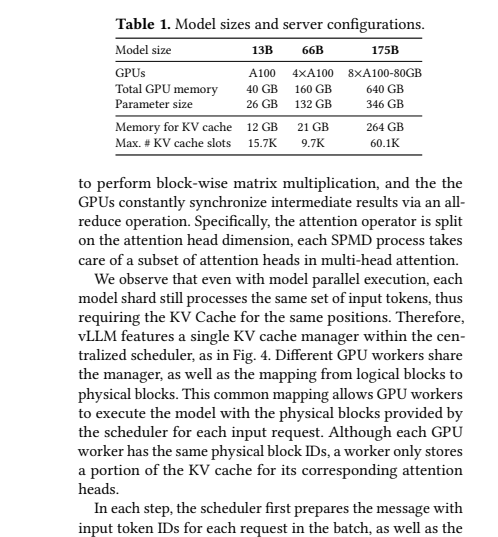 Table 1. Model sizes and server configurations.
Model size 13B 66B 175B
GPUs A100 4×A100 8×A100-80GB
Total GPU memory 40 GB 160 GB 640 GB
Parameter size 26 GB 132 GB 346 GB
Memory for KV cache 12 GB 21 GB 264 GB
Max. # KV cache slots 15.7K 9.7K 60.1K
to perform block-wise matrix multiplication, and the the
GPUs constantly synchronize intermediate results via an all-
reduce operation. Specifically, the attention operator is split
on the attention head dimension, each SPMD process takes
care of a subset of attention heads in multi-head attention.
We observe that even with model parallel execution, each
model shard still processes the same set of input tokens, thus
requiring the KV Cache for the same positions. Therefore,
vLLM features a single KV cache manager within the cen-
tralized scheduler, as in Fig. 4. Different GPU workers share
the manager, as well as the mapping from logical blocks to
physical blocks. This common mapping allows GPU workers
to execute the model with the physical blocks provided by
the scheduler for each input request. Although each GPU
worker has the same physical block IDs, a worker only stores
a portion of the KV cache for its corresponding attention
heads.
In each step, the scheduler first prepares the message with
input token IDs for each request in the batch, as well as the